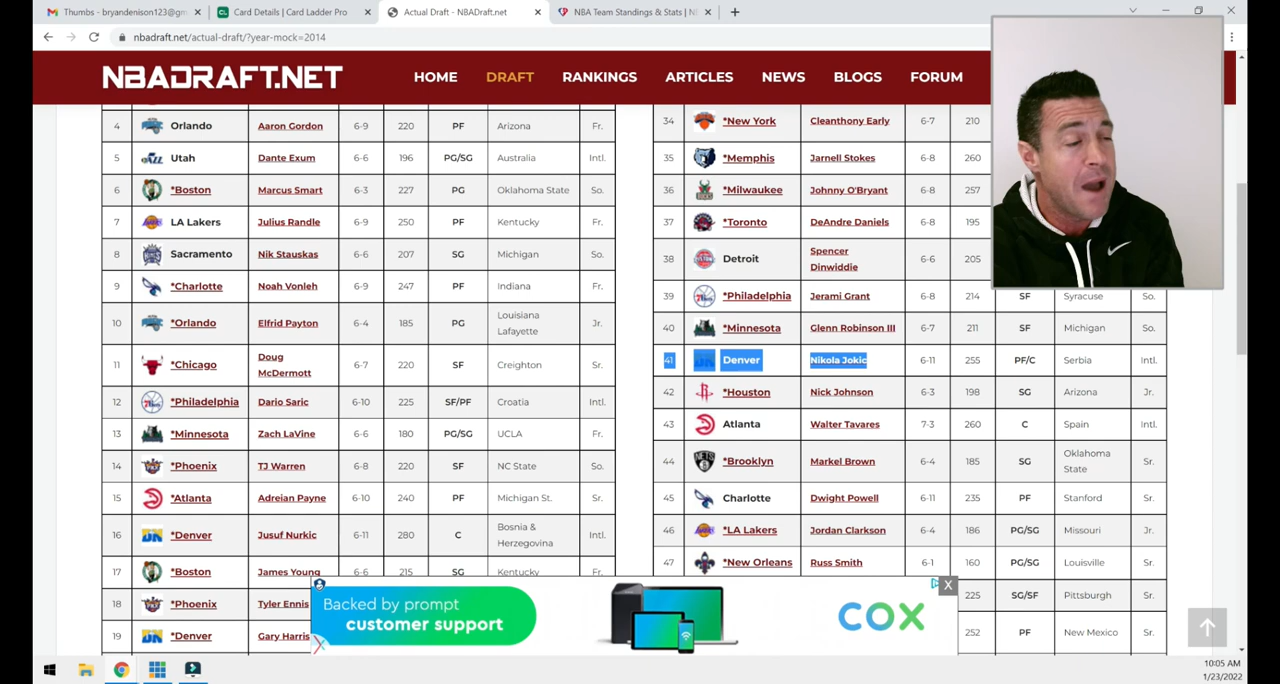 Thumbs - bryandenison123@gm
Card Details | Card Ladder Pro
Actual Draft - NBADraft.net
NBA Team Standings & Stats | N
nbadraft.net/actual-draft/?year-mock=2014
NBADRAFT.NET
HOME DRAFT RANKINGS ARTICLES NEWS BLOGS FORUM
4 Orlando Aaron Gordon 6-9 220 PF Arizona Fr.
5 Utah Dante Exum 6-6 196 PG/SG Australia Intl.
6 *Boston Marcus Smart 6-3 227 PG Oklahoma State So.
7 LA Lakers Julius Randle 6-9 250 PF Kentucky Fr.
8 Sacramento Nik Stauskas 6-6 207 SG Michigan So.
9 *Charlotte Noah Vonleh 6-9 247 PF Indiana Fr.
10 *Orlando Elfrid Payton 6-4 185 PG Louisiana Lafayette Jr.
11 *Chicago Doug McDermott 6-7 220 SF Creighton Sr.
12 *Philadelphia Dario Saric 6-10 225 SF/PF Croatia Intl.
13 *Minnesota Zach LaVine 6-6 180 PG/SG UCLA Fr.
14 *Phoenix TJ Warren 6-8 220 SF NC State So.
15 *Atlanta Adreian Payne 6-10 240 PF Michigan St. Sr.
16 *Denver Jusuf Nurkic 6-11 280 C Bosnia & Herzegovina Intl.
17 *Boston James Young 6-6 215 SG Kentucky Fr.
18 *Phoenix Tyler Ennis
19 *Denver Gary Harris
34 *New York Cleanthony Early 6-7 210
35 *Memphis Jarnell Stokes 6-8 260
36 *Milwaukee Johnny O'Bryant 6-8 257
37 *Toronto DeAndre Daniels 6-8 195
38 Detroit Spencer Dinwiddie 6-6 205
39 *Philadelphia Jerami Grant 6-8 214 SF Syracuse So.
40 *Minnesota Glenn Robinson III 6-7 211 SF Michigan So.
41 Denver Nikola Jokic 6-11 255 PF/C Serbia Intl.
42 *Houston Nick Johnson 6-3 198 SG Arizona Jr.
43 Atlanta Walter Tavares 7-3 260 C Spain Intl.
44 *Brooklyn Markel Brown 6-4 185 SG Oklahoma State Sr.
45 Charlotte Dwight Powell 6-11 235 PF Stanford Sr.
46 *LA Lakers Jordan Clarkson 6-4 186 PG/SG Missouri Jr.
47 *New Orleans Russ Smith 6-1 160 PG/SG Louisville Sr.
225 SG/SF Pittsburgh Sr.
252 PF New Mexico Sr.
Backed by prompt
customer support
COX
10:05 AM
1/23/2022